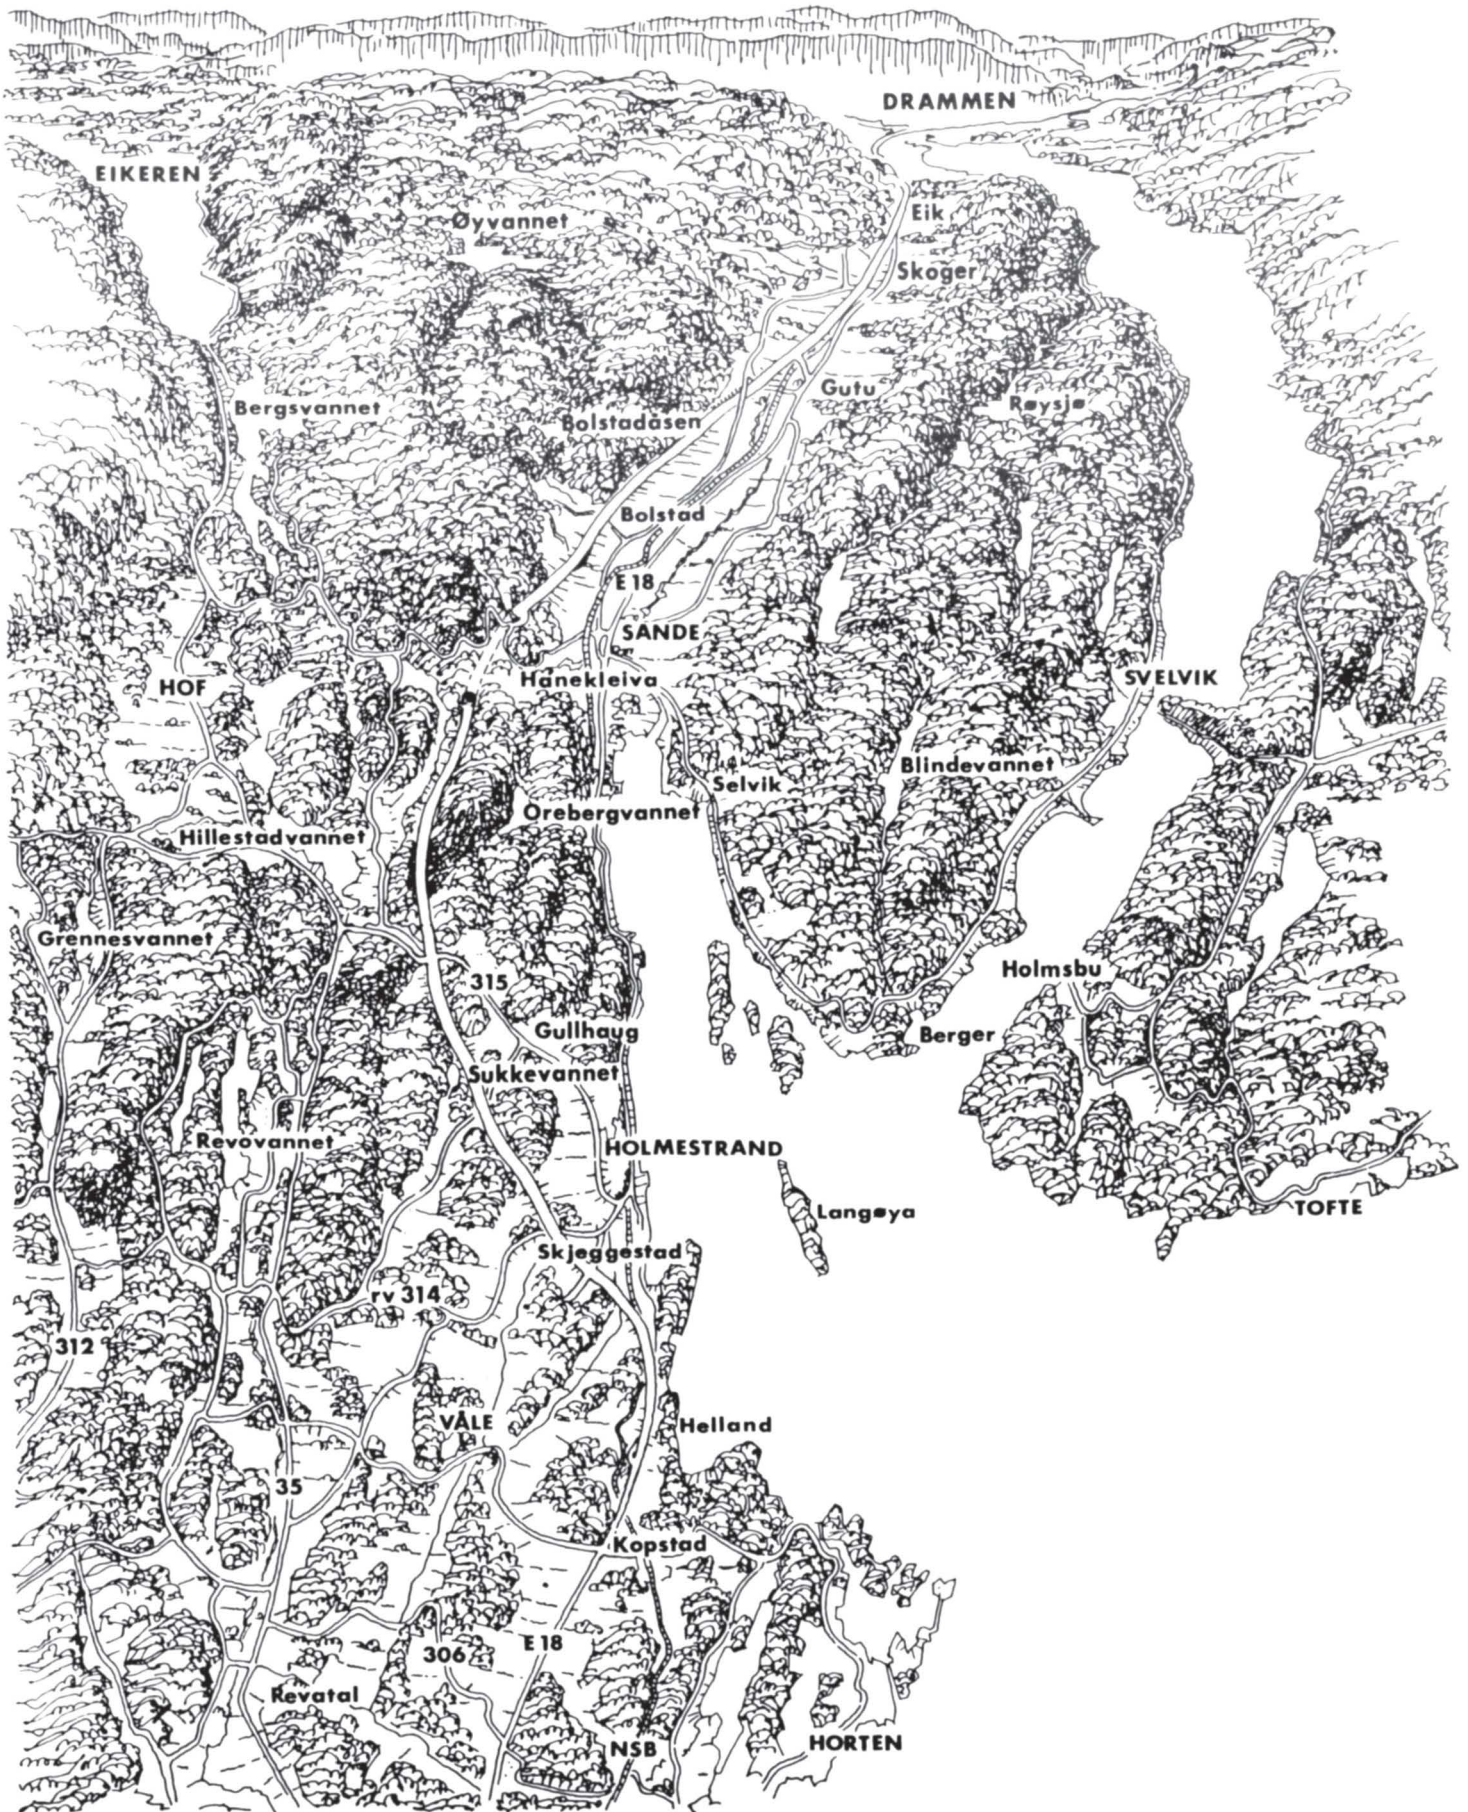 DRAMMEN
EIKEREN
Øyvannet
Eik
Skoger
Gutu
Røysjø
Bergsvannet
Bolstadåsen
Bolstad
E 18
SANDE
Hanekleiva
SVELVIK
HOF
Blindevannet
Selvik
Orebergvannet
Hillestadvannet
Grennesvannet
Holmsbu
315
Gullhaug
Berger
Sukkevannet
Revovannet
HOLMESTRAND
Langøya
TOFTE
Skjeggestad
rv 314
312
VÅLE
Helland
35
Kopstad
306
E 18
Revatal
NSB
HORTEN